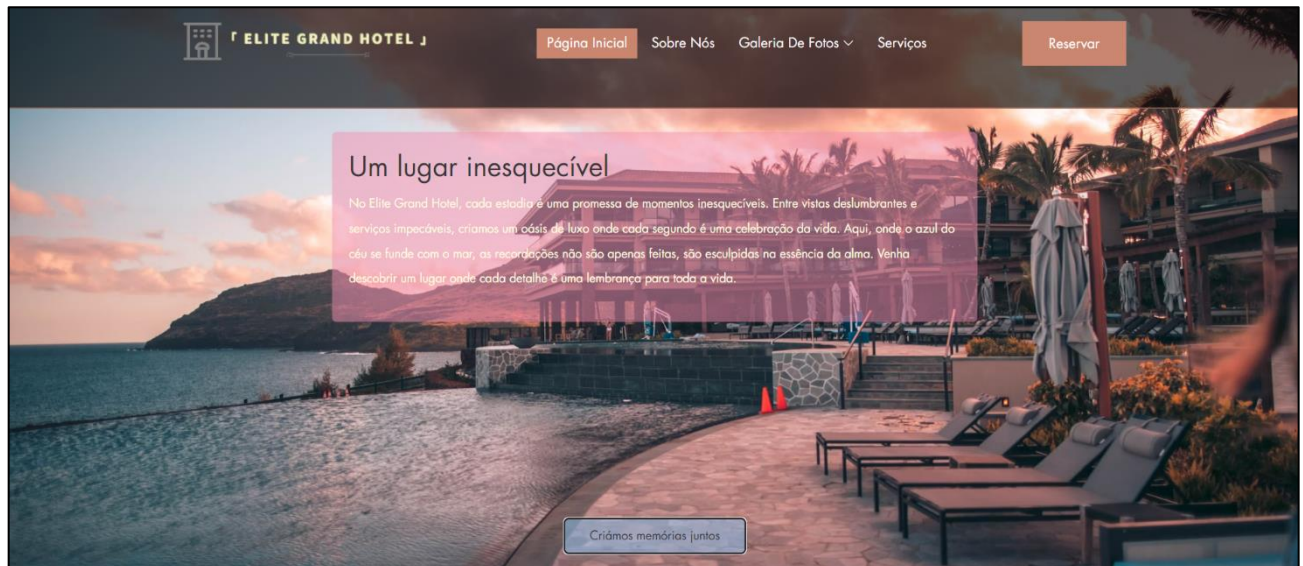 「 ELITE GRAND HOTEL 」
Página Inicial
Sobre Nós
Galeria De Fotos
Serviços
Reservar
Um lugar inesquecível
No Elite Grand Hotel, cada estadia é uma promessa de momentos inesquecíveis. Entre vistas deslumbrantes e
serviços impecáveis, criamos um oásis de luxo onde cada segundo é uma celebração da vida. Aqui, onde o azul do
céu se funde com o mar, as recordações não são apenas feitas, são esculpidas na essência da alma. Venha
descobrir um lugar onde cada detalhe é uma lembrança para toda a vida.
Criámos memórias juntos